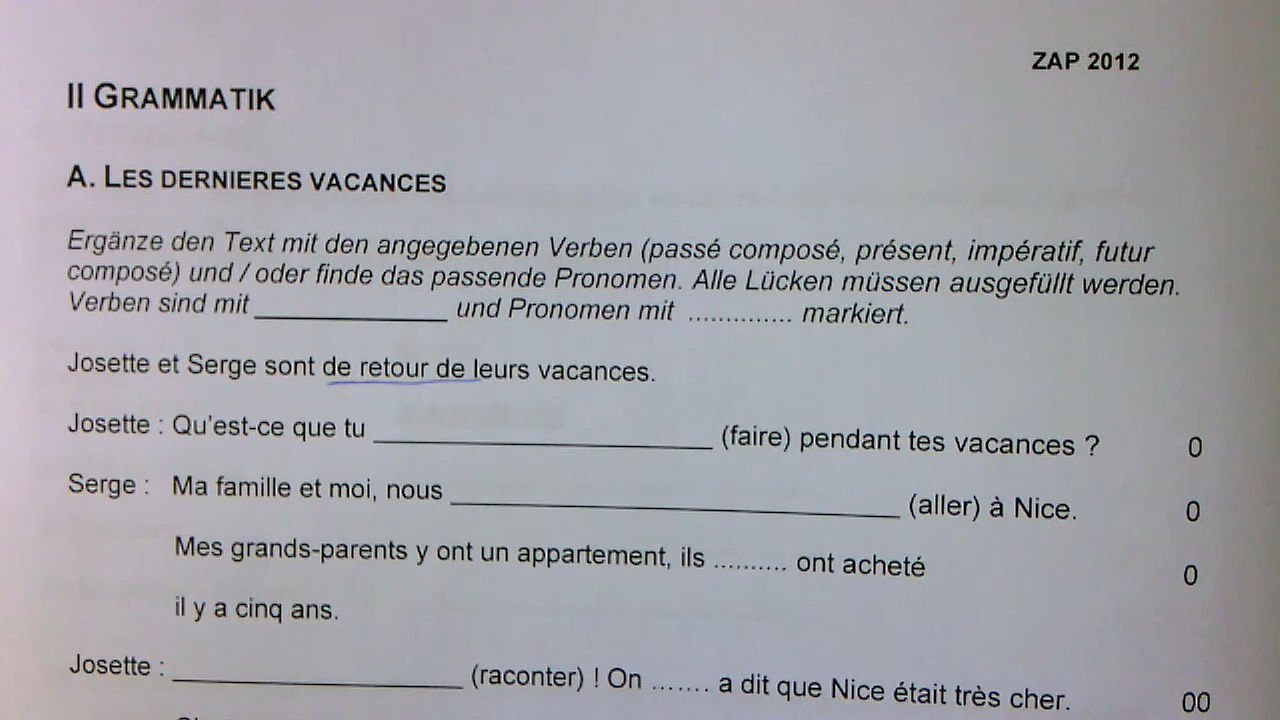 ZAP 2012
II GRAMMATIK
A. LES DERNIERES VACANCES
Ergänze den Text mit den angegebenen Verben (passé composé, présent, impératif, futur
composé) und / oder finde das passende Pronomen. Alle Lücken müssen ausgefüllt werden.
Verben sind mit ______________ und Pronomen mit .............. markiert.
Josette et Serge sont de retour de leurs vacances.
Josette : Qu'est-ce que tu ________________________ (faire) pendant tes vacances ? 0
Serge : Ma famille et moi, nous ________________________________ (aller) à Nice. 0
Mes grands-parents y ont un appartement, ils .......... ont acheté 0
il y a cinq ans.
Josette : _____________________ (raconter) ! On ....... a dit que Nice était très cher. 00